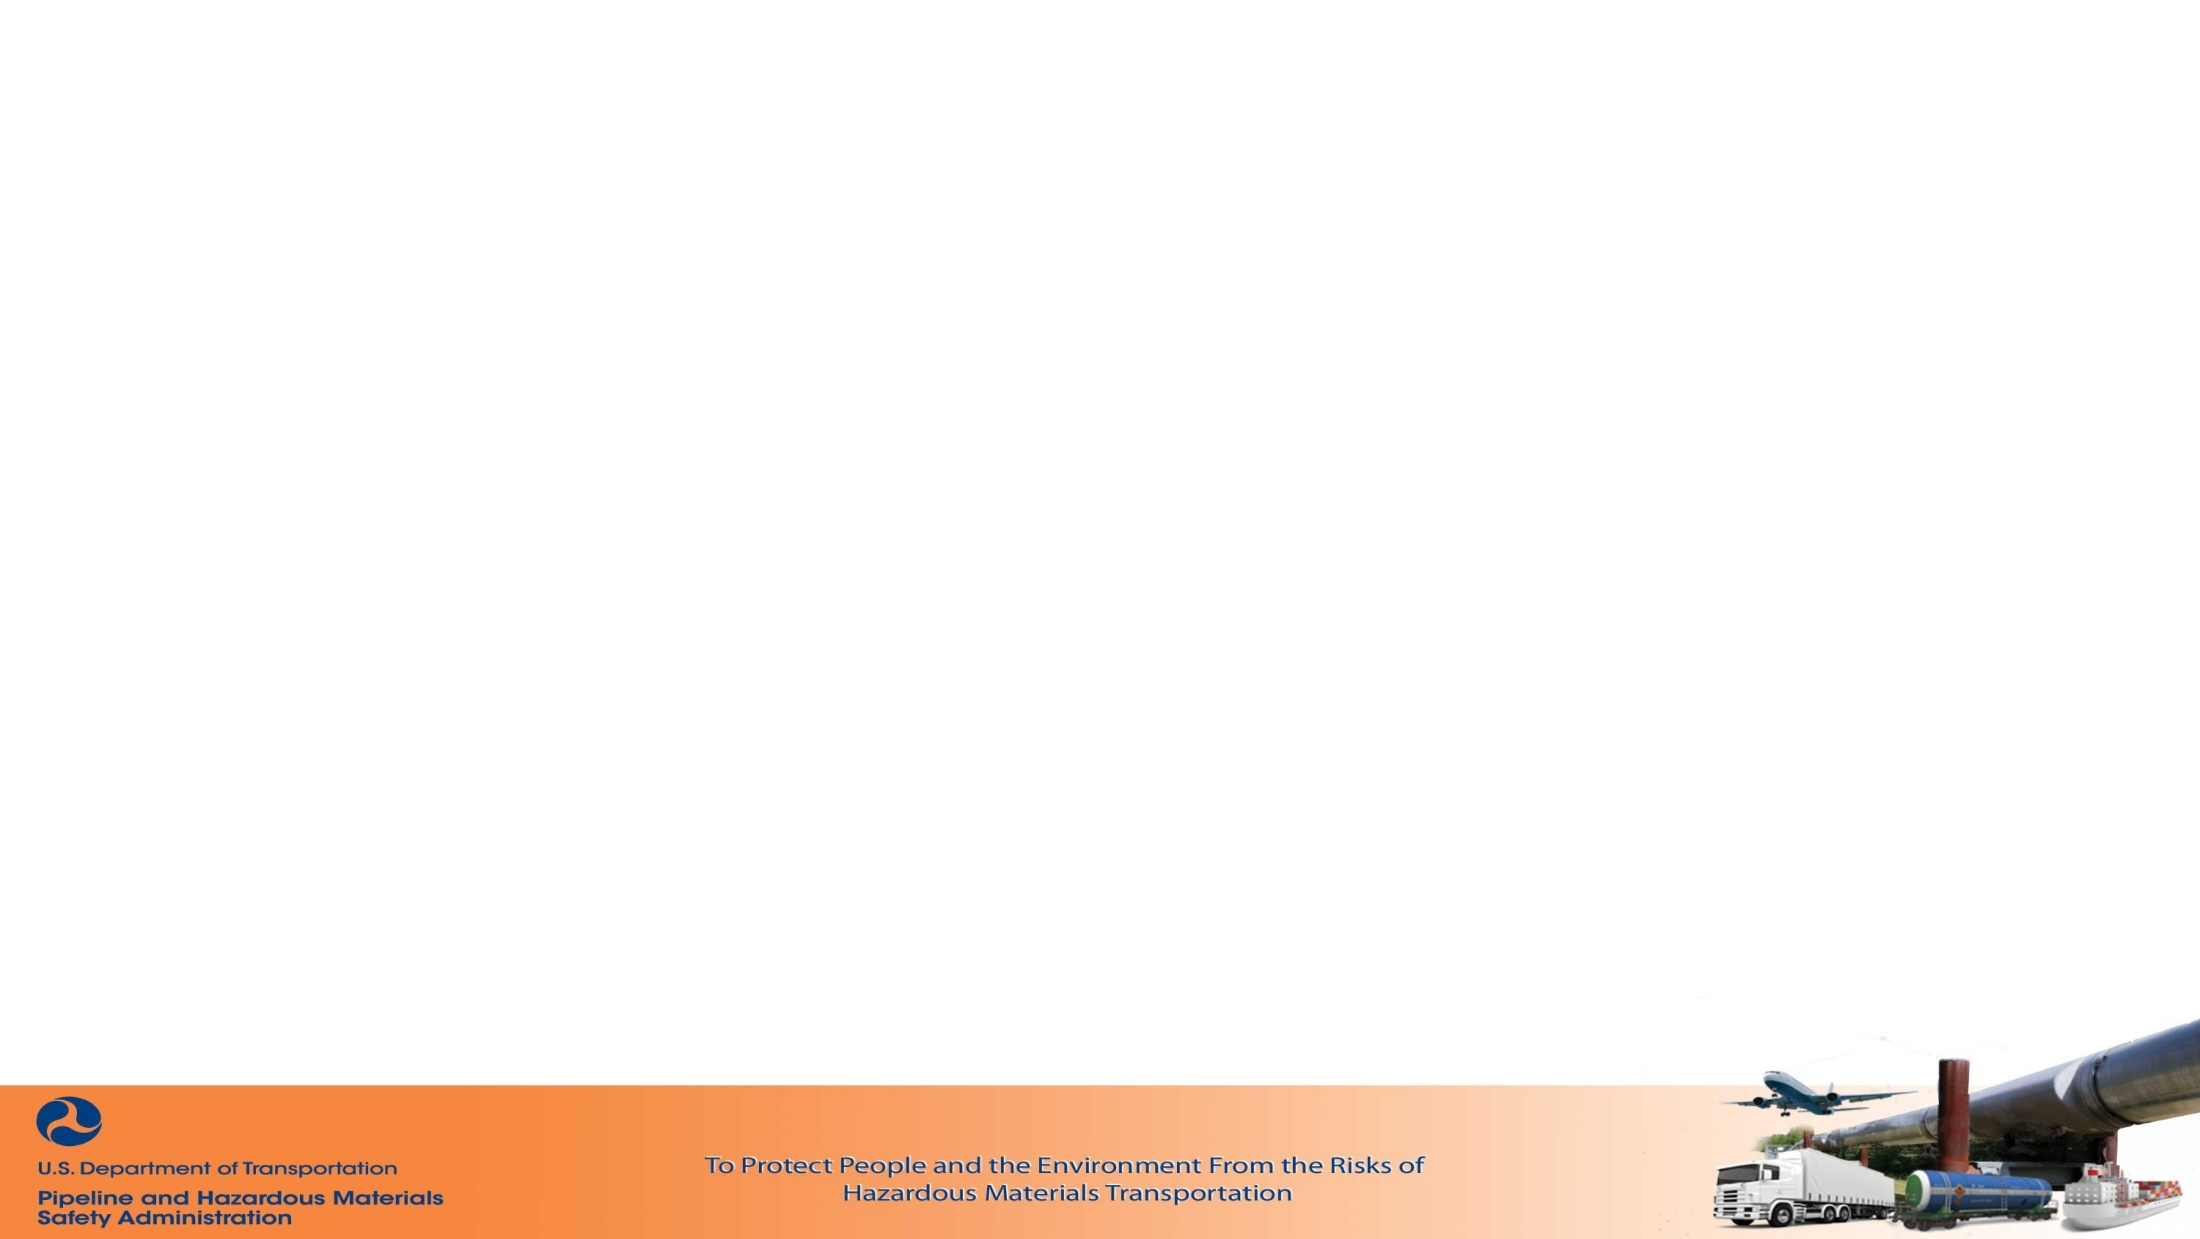 U.S. Department of Transportation
Pipeline and Hazardous Materials
Safety Administration
To Protect People and the Environment From the Risks of
Hazardous Materials Transportation